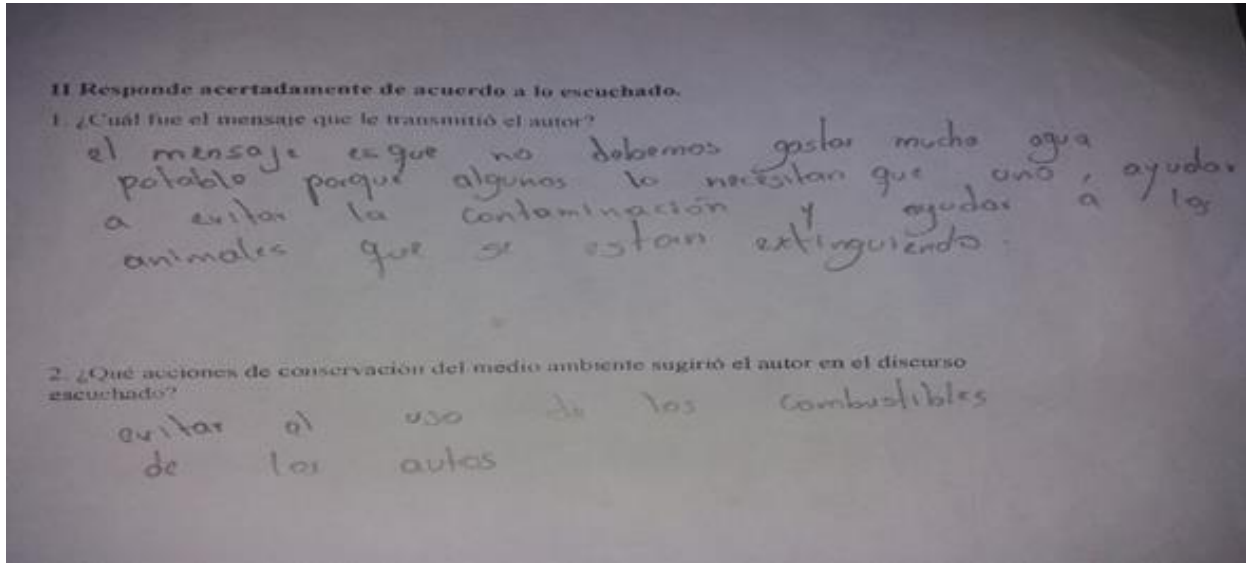 II Responde acertadamente de acuerdo a lo escuchado.
1. ¿Cuál fue el mensaje que le transmitió el autor?
el mensaje es que no debemos gastar mucha agua
potable porque algunos lo necesitan que uno, ayudar
a evitar la contaminación y ayudar a los
animales que se estan extinguiendo.
2. ¿Qué acciones de conservación del medio ambiente sugirió el autor en el discurso
escuchado?
evitar el uso de los combustibles
de los autos